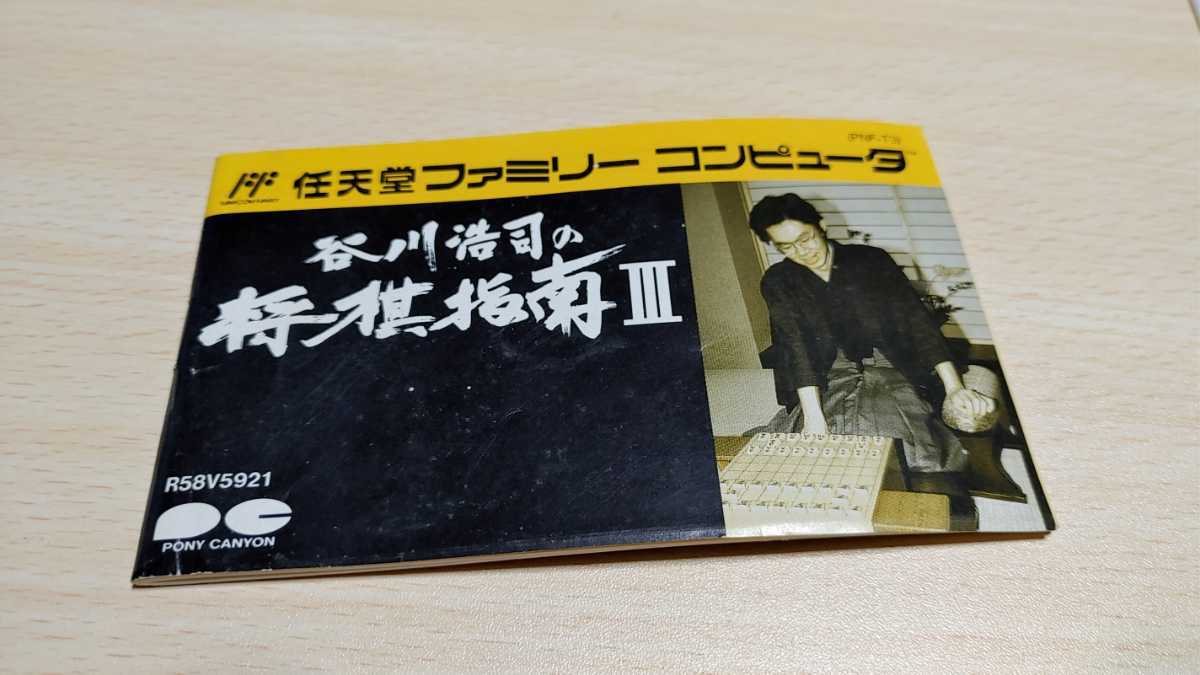 (PNF-T3)
任天堂ファミリー コンピュータ
谷川浩司の
将棋指南III
R58V5921
PONY CANYON